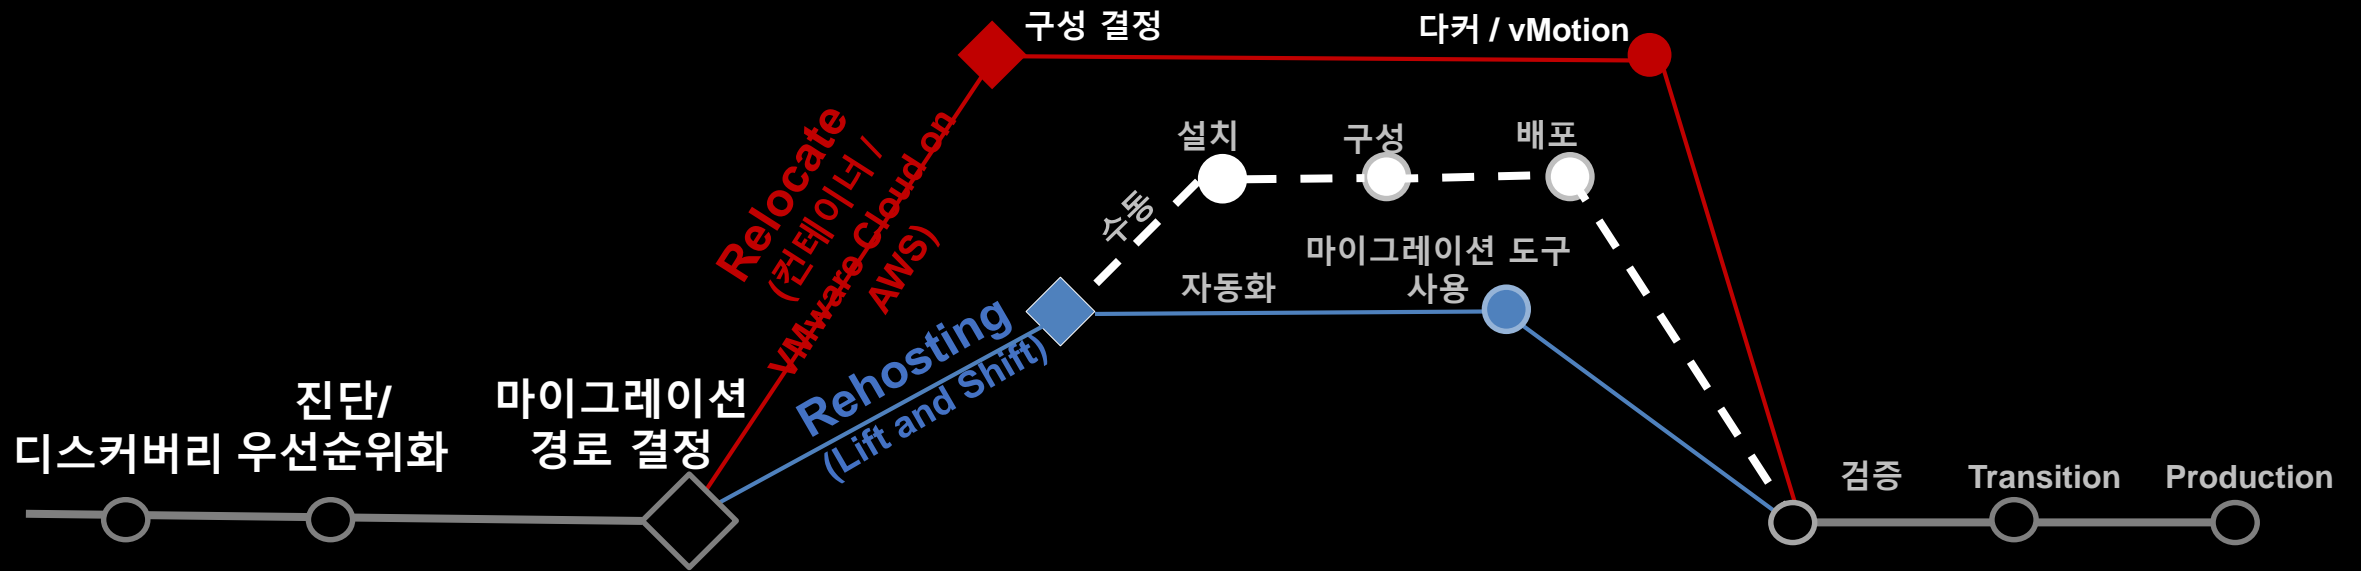 구성 결정
다커 / vMotion
Relocate
(컨테이너 /
VMware Cloud on
AWS)
설치
구성
배포
수동
마이그레이션 도구
사용
자동화
Rehosting
(Lift and Shift)
디스커버리
진단/
우선순위화
마이그레이션
경로 결정
검증
Transition
Production